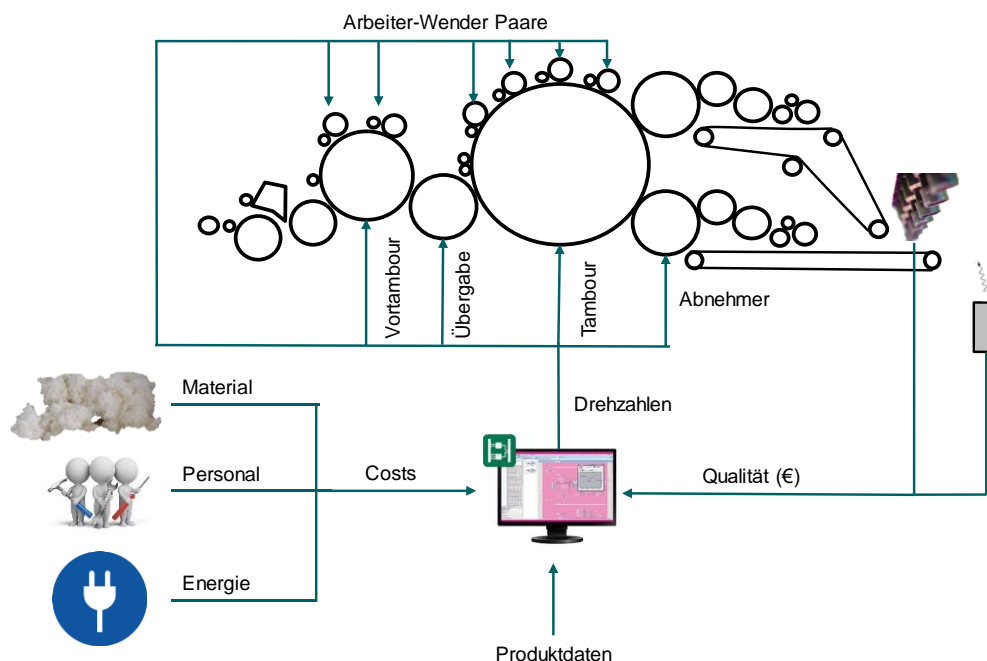 Arbeiter-Wender Paare
Vortambour
Übergabe
Tambour
Abnehmer
Material
Drehzahlen
Personal
Costs
Qualität (€)
Energie
Produktdaten